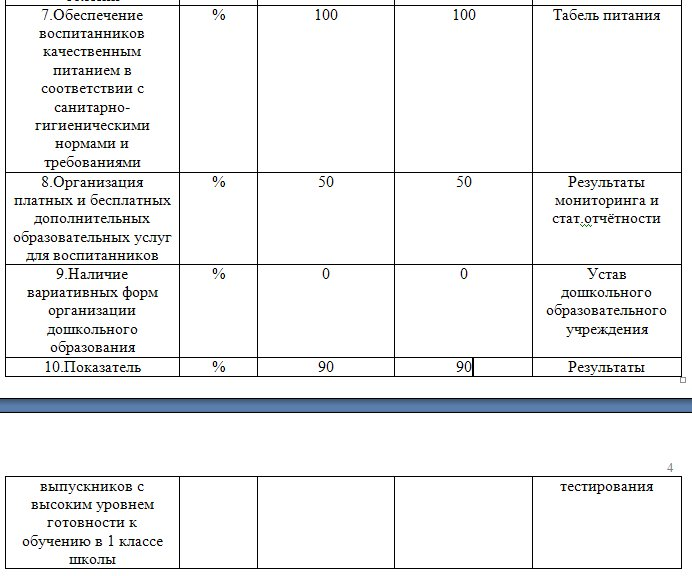 7.Обеспечение % 100 100 Табель питания
воспитанников
качественным
питанием в
соответствии с
санитарно-
гигиеническими
нормами и
требованиями
8.Организация % 50 50 Результаты
платных и бесплатных мониторинга и
дополнительных стат.отчётности
образовательных услуг
для воспитанников
9.Наличие % 0 0 Устав
вариативных форм дошкольного
организации образовательного
дошкольного учреждения
образования
10.Показатель % 90 90 Результаты
4
выпускников с тестирования
высоким уровнем
готовности к
обучению в 1 классе
школы